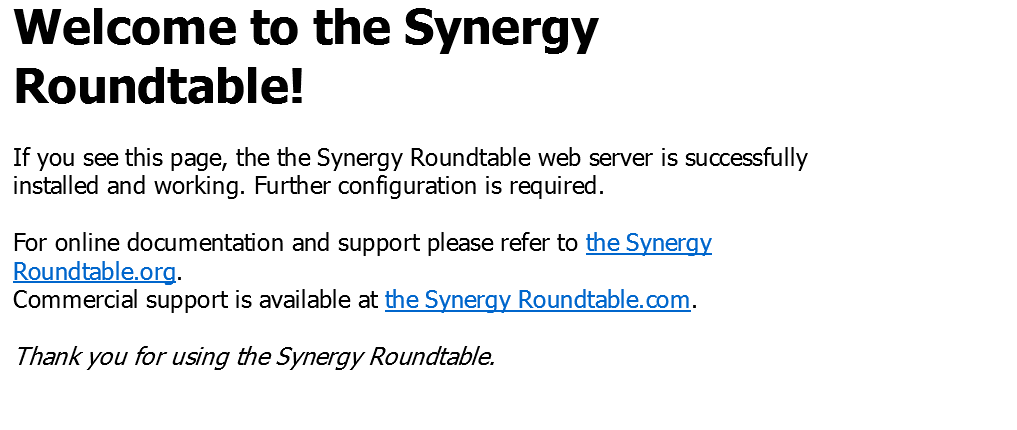 Welcome to the Synergy
Roundtable!
If you see this page, the the Synergy Roundtable web server is successfully
installed and working. Further configuration is required.
For online documentation and support please refer to the Synergy
Roundtable.org.
Commercial support is available at the Synergy Roundtable.com.
Thank you for using the Synergy Roundtable.